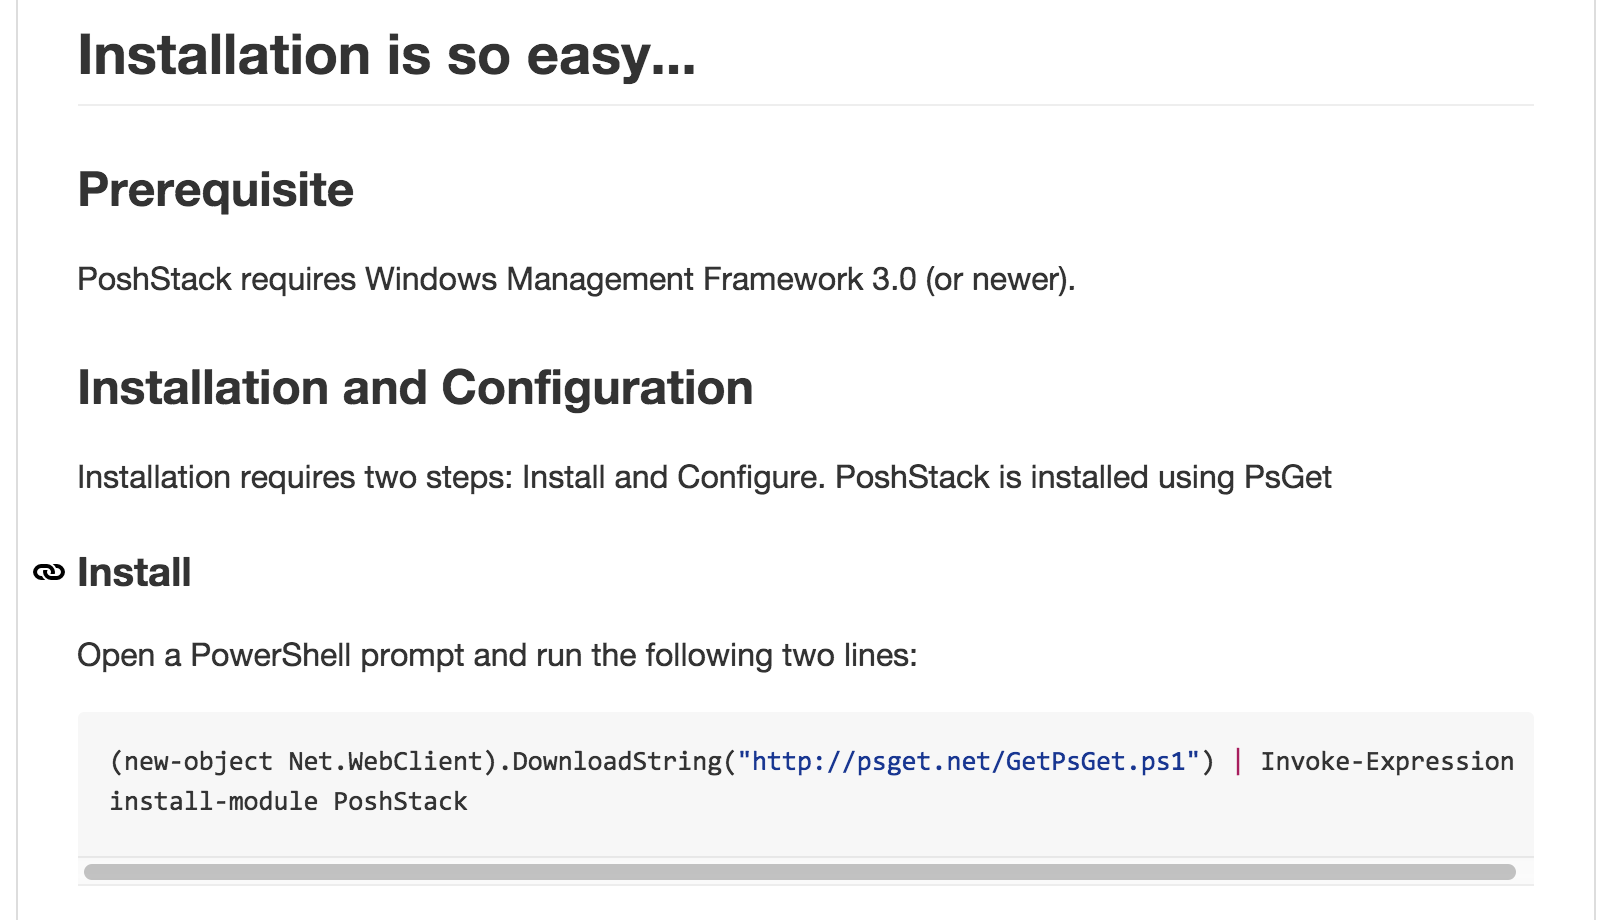 Installation is so easy...
Prerequisite
PoshStack requires Windows Management Framework 3.0 (or newer).
Installation and Configuration
Installation requires two steps: Install and Configure. PoshStack is installed using PsGet
Install
Open a PowerShell prompt and run the following two lines:
(new-object Net.WebClient).DownloadString("http://psget.net/GetPsGet.ps1") | Invoke-Expression
install-module PoshStack